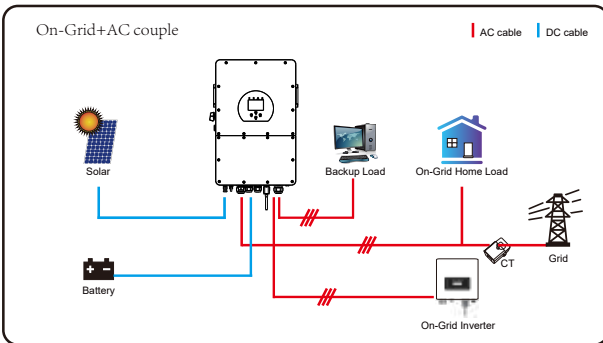 On-Grid+AC couple
AC cable
DC cable
Solar
Backup Load
On-Grid Home Load
CT
Grid
Battery
On-Grid Inverter